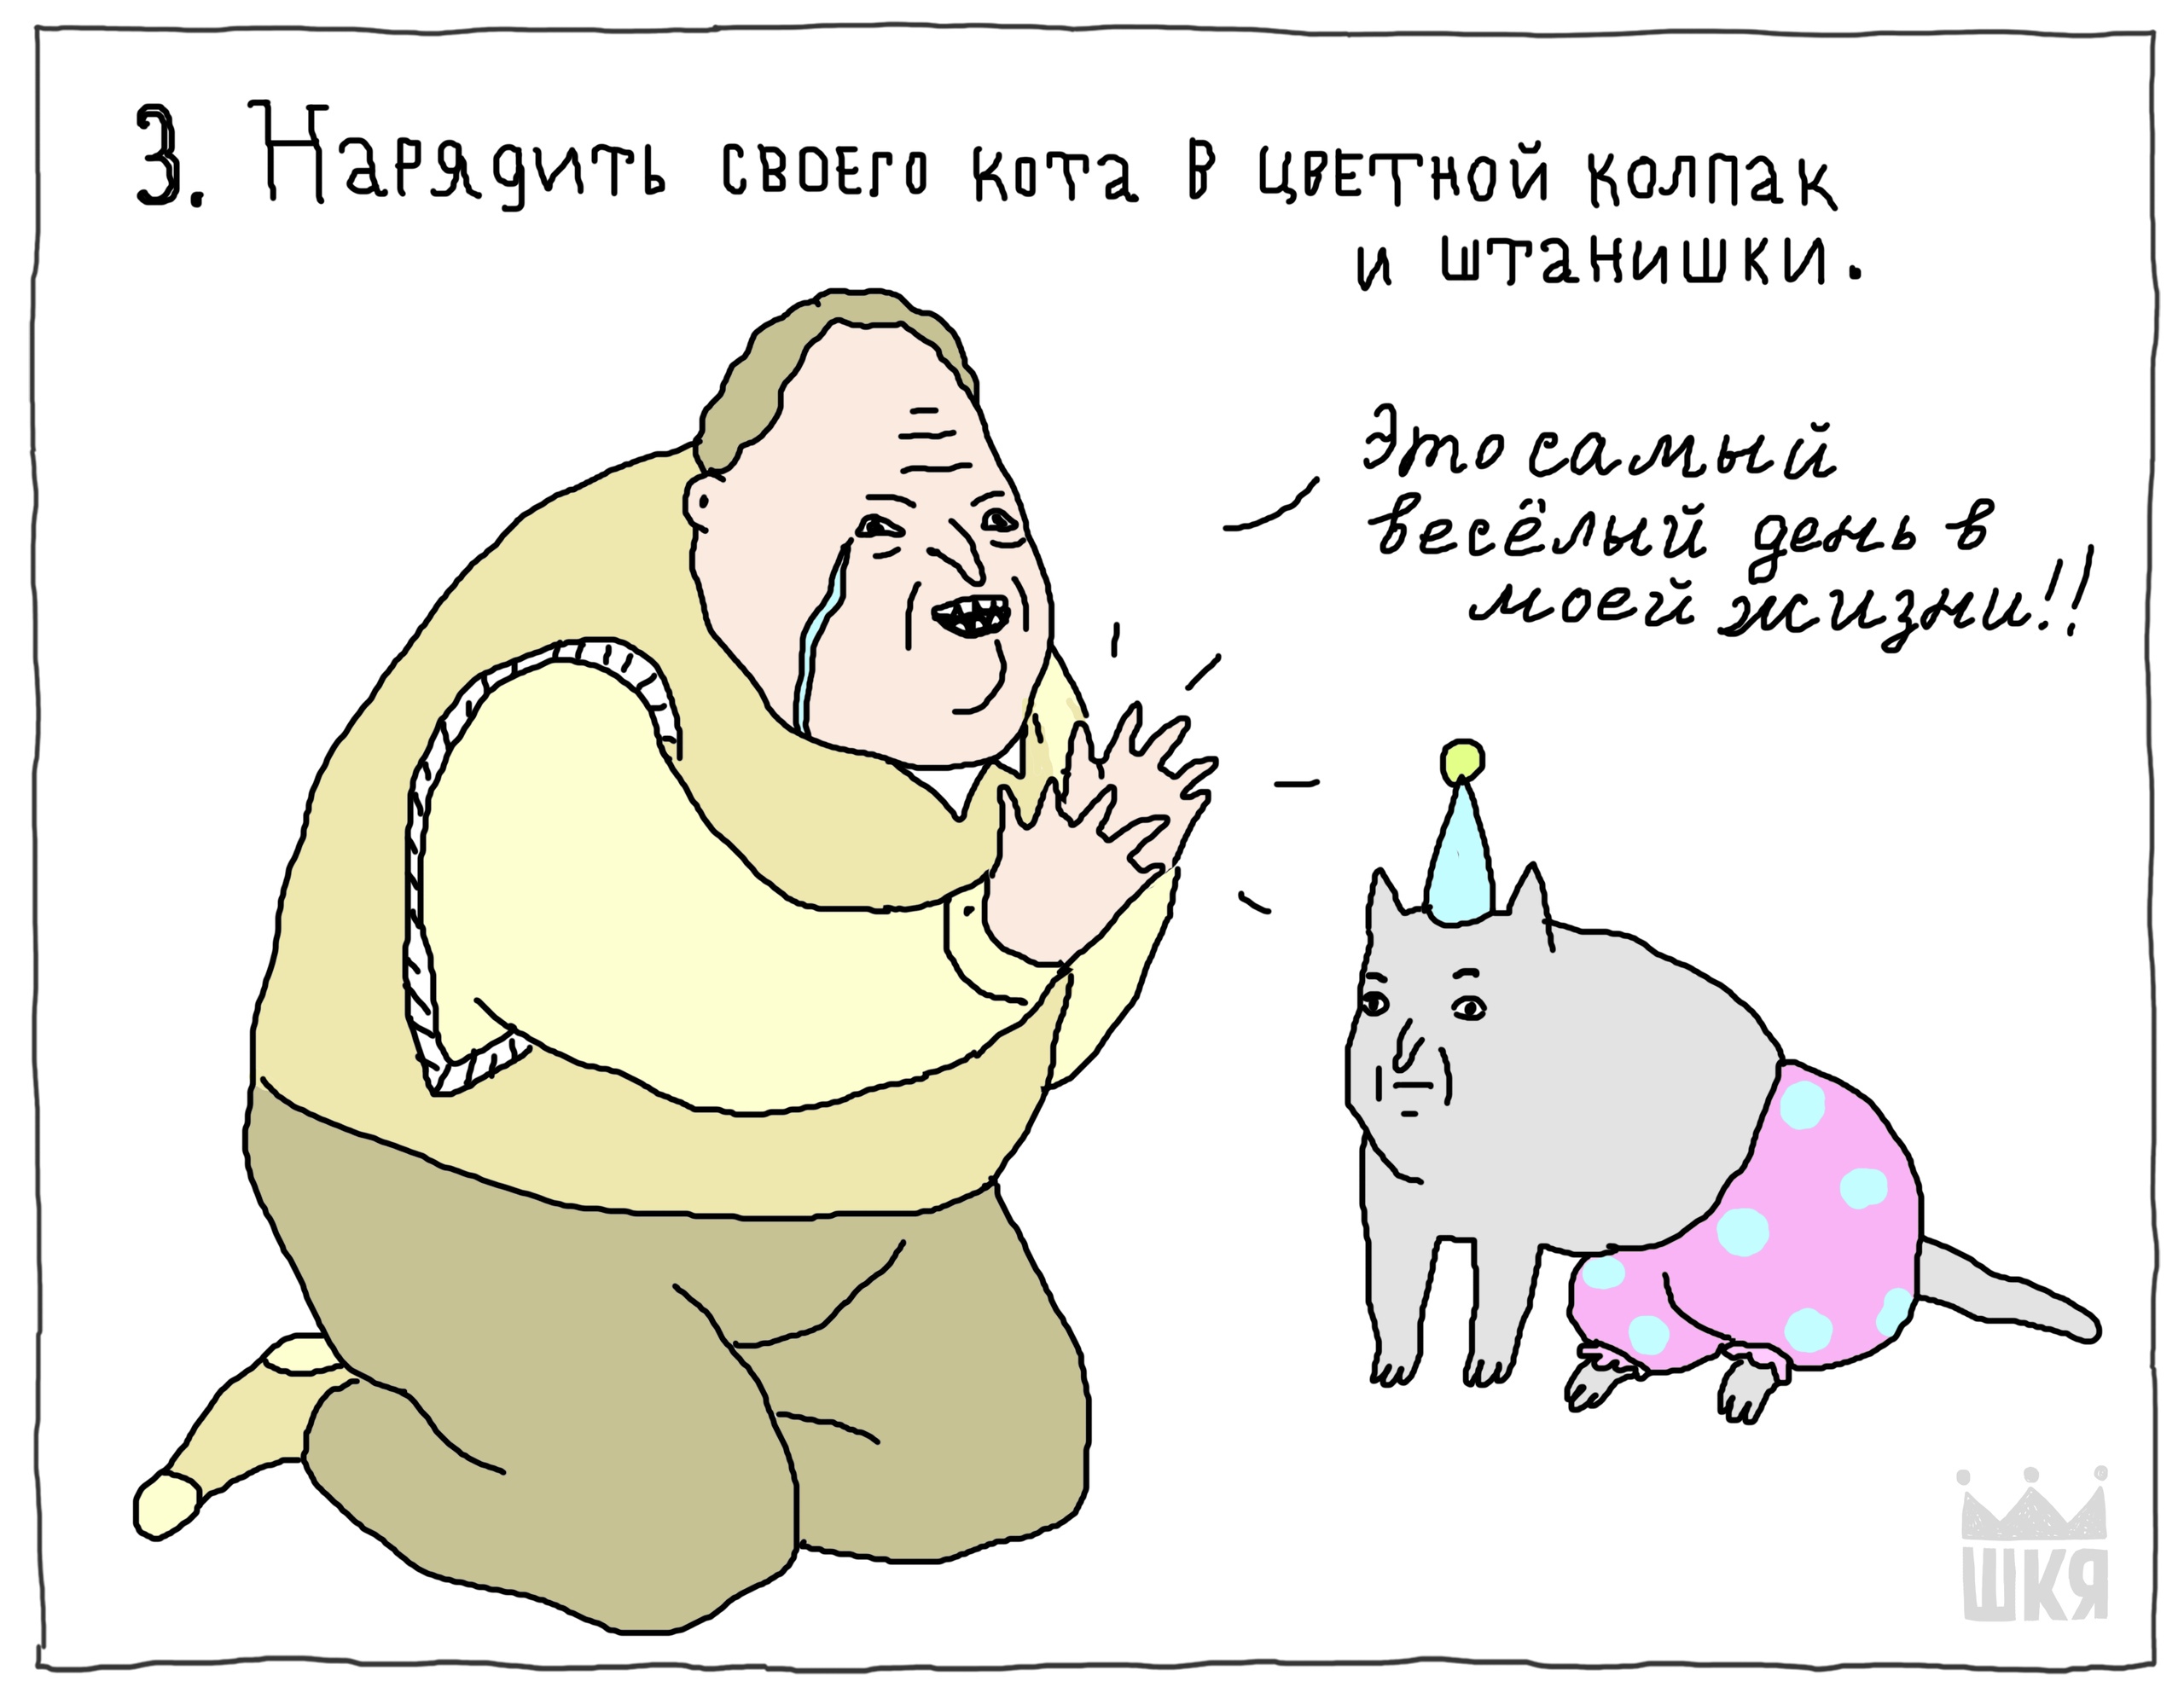 3. Нарядить своего кота в цветной колпак
и штанишки.
Это самый
весёлый день в
моей жизни!!
ШКЯ